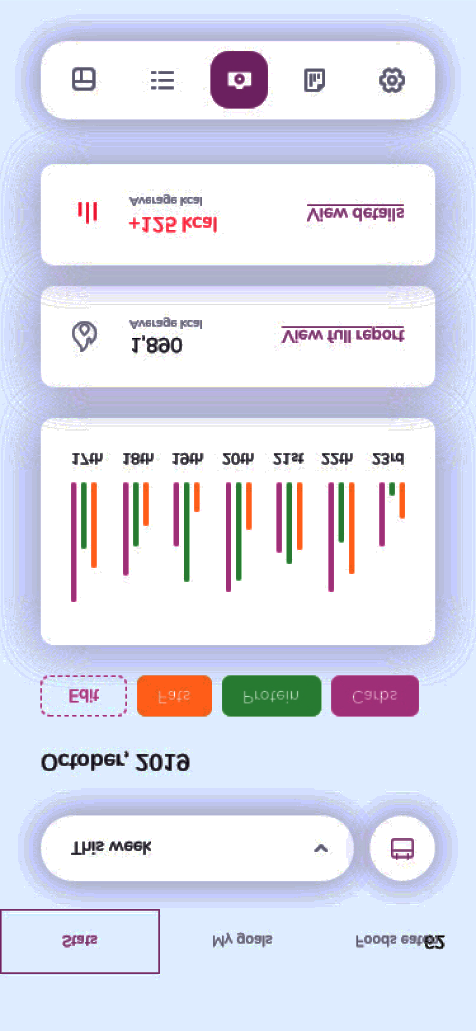 Stats
My goals
Foods
This week
October, 2019
Edit
Fats
Protein
Carbs
17th 18th 19th 20th 21st 22th 23rd
1,890
Average kcal
View full report
+125 kcal
Average kcal
View details